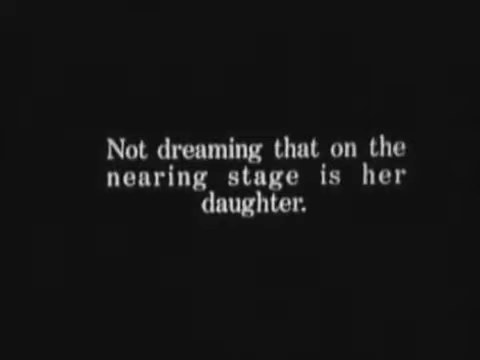 Not dreaming that on the
nearing stage is her
daughter.